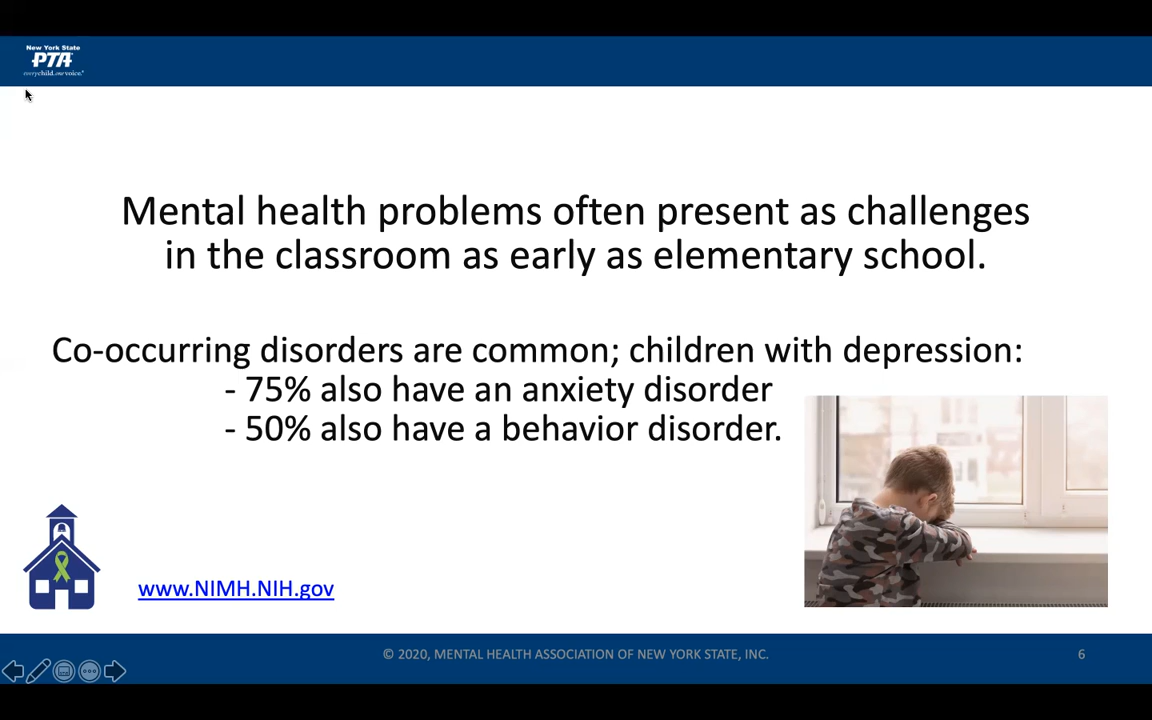 New York State
PTA
everychild.onevoice.®
Mental health problems often present as challenges
in the classroom as early as elementary school.
Co-occurring disorders are common; children with depression:
- 75% also have an anxiety disorder
- 50% also have a behavior disorder.
www.NIMH.NIH.gov
© 2020, MENTAL HEALTH ASSOCIATION OF NEW YORK STATE, INC.
6